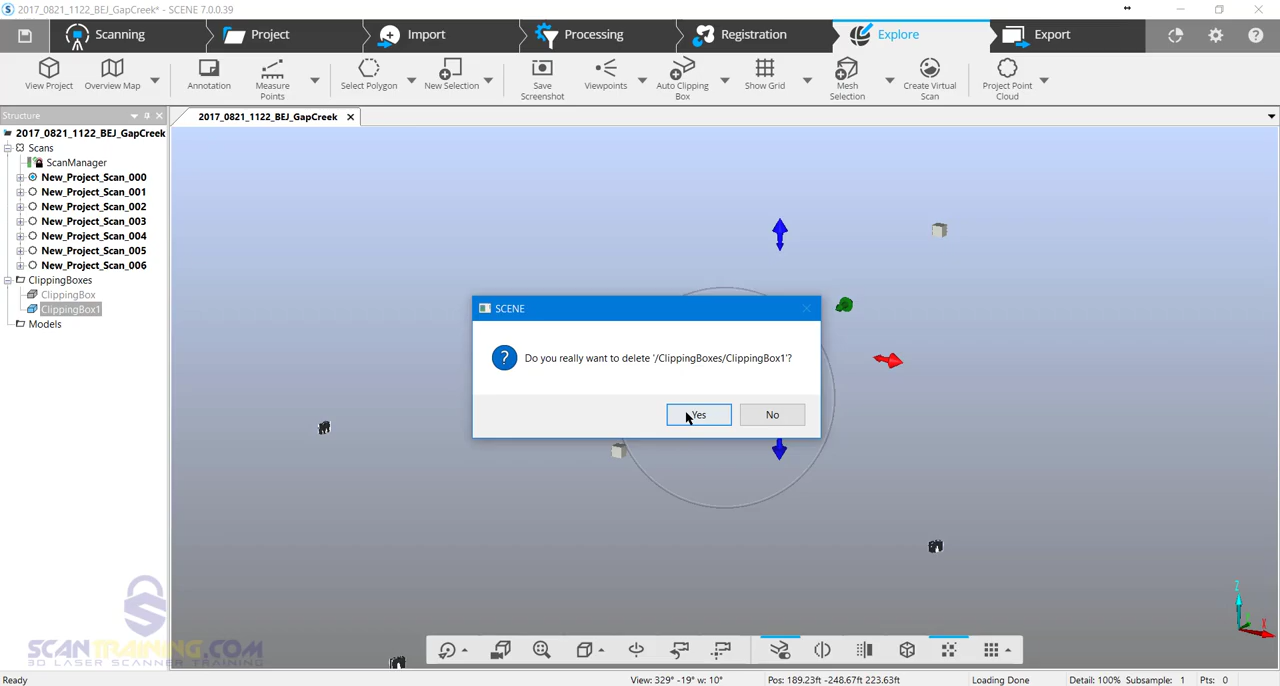 2017_0821_1122_BEJ_GapCreek* - SCENE 7.0.0.39
Scanning
Project
Import
Processing
Registration
Explore
Export
View Project
Overview Map
Annotation
Measure Points
Select Polygon
New Selection
Save Screenshot
Viewpoints
Auto Clipping Box
Show Grid
Mesh Selection
Create Virtual Scan
Project Point Cloud
Structure
2017_0821_1122_BEJ_GapCreek
2017_0821_1122_BEJ_GapCreek
Scans
ScanManager
New_Project_Scan_000
New_Project_Scan_001
New_Project_Scan_002
New_Project_Scan_003
New_Project_Scan_004
New_Project_Scan_005
New_Project_Scan_006
ClippingBoxes
ClippingBox
ClippingBox1
Models
SCENE
Do you really want to delete '/ClippingBoxes/ClippingBox1'?
Yes
No
Z
X
SCANTRAINING.COM
3D LASER SCANNER TRAINING
Ready
View: 329° -19° w: 10°
Pos: 189.23ft -248.67ft 223.63ft
Loading Done
Detail: 100%
Subsample: 1
Pts: 0